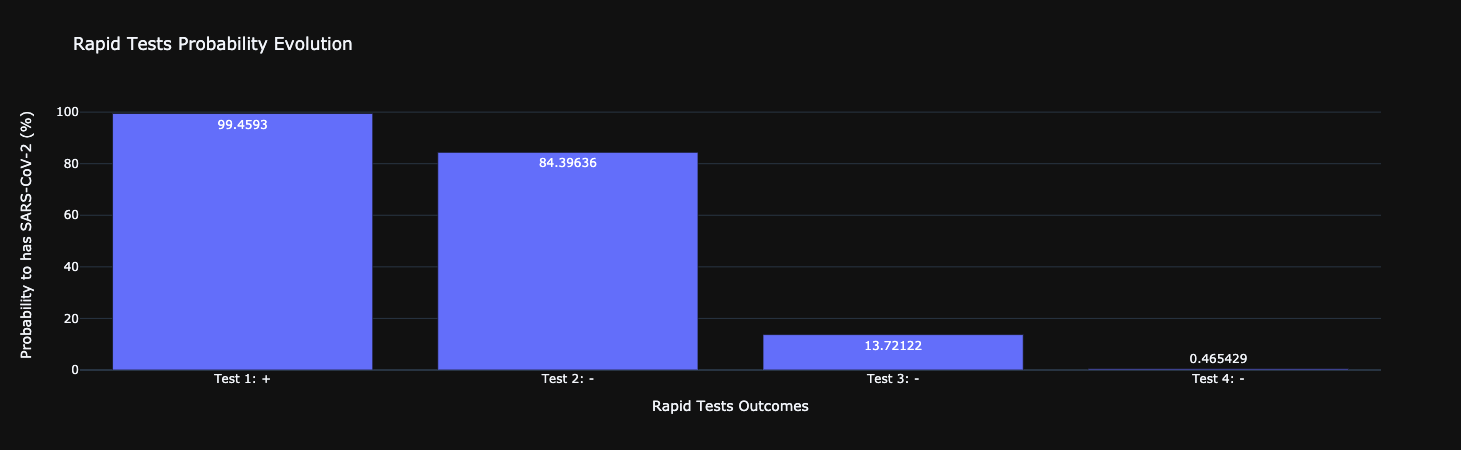 Rapid Tests Probability Evolution
Probability to has SARS-CoV-2 (%)
100
80
60
40
20
0
99.4593
84.39636
13.72122
0.465429
Test 1: +
Test 2: -
Test 3: -
Test 4: -
Rapid Tests Outcomes